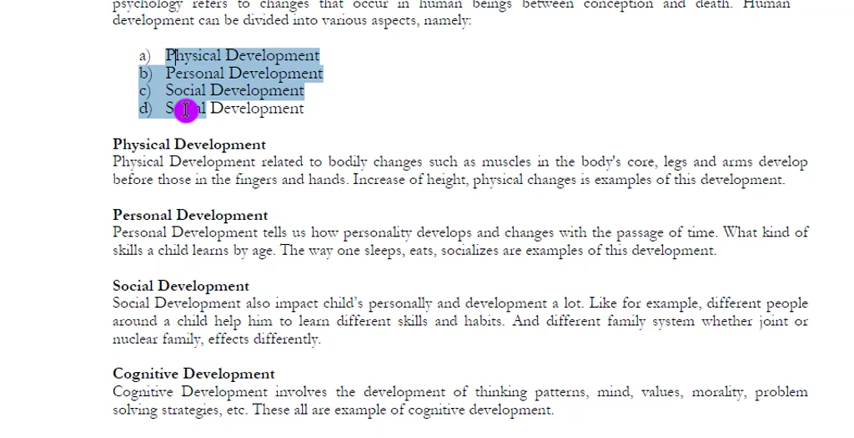 psychology refers to changes that occur in human beings between conception and death. Human
development can be divided into various aspects, namely:
a) Physical Development
b) Personal Development
c) Social Development
d) Social Development
Physical Development
Physical Development related to bodily changes such as muscles in the body's core, legs and arms develop
before those in the fingers and hands. Increase of height, physical changes is examples of this development.
Personal Development
Personal Development tells us how personality develops and changes with the passage of time. What kind of
skills a child learns by age. The way one sleeps, eats, socializes are examples of this development.
Social Development
Social Development also impact child's personally and development a lot. Like for example, different people
around a child help him to learn different skills and habits. And different family system whether joint or
nuclear family, effects differently.
Cognitive Development
Cognitive Development involves the development of thinking patterns, mind, values, morality, problem
solving strategies, etc. These all are example of cognitive development.